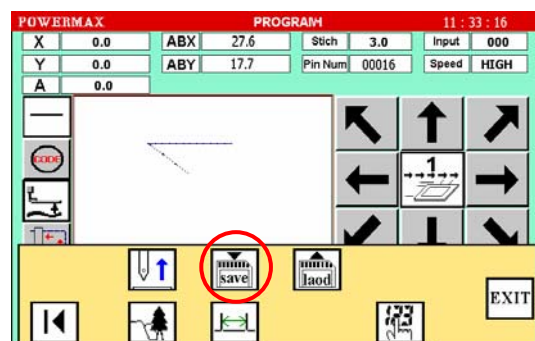 POWERMAX PROGRAM 11 : 33 : 16
X 0.0 ABX 27.6 Stich 3.0 Input 000
Y 0.0 ABY 17.7 Pin Num 00016 Speed HIGH
A 0.0
CODE
1
save laod
EXIT
123